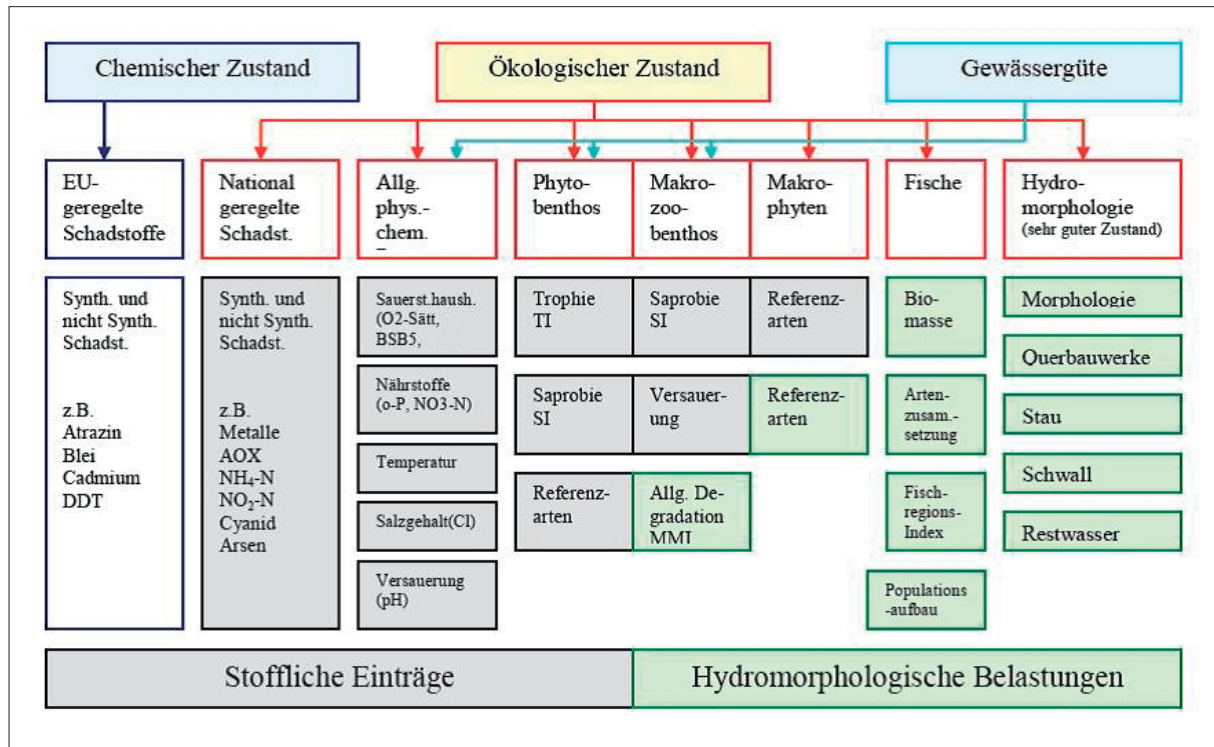 Chemischer Zustand
Ökologischer Zustand
Gewässergüte
EU-
geregelte
Schadstoffe
National
geregelte
Schadst.
Allg.
phys.-
chem.
Phyto-
benthos
Makro-
zoo-
benthos
Makro-
phyten
Fische
Hydro-
morphologie
(sehr guter Zustand)
Synth. und
nicht Synth.
Schadst.
z.B.
Atrazin
Blei
Cadmium
DDT
Synth. und
nicht Synth.
Schadst.
z.B.
Metalle
AOX
NH₄-N
NO₂-N
Cyanid
Arsen
Sauerst.haush.
(O2-Sätt,
BSB5,
Nährstoffe
(o-P, NO3-N)
Temperatur
Salzgehalt(Cl)
Versauerung
(pH)
Trophie
TI
Saprobie
SI
Referenz-
arten
Saprobie
SI
Versauer-
ung
Allg. De-
gradation
MMI
Referenz-
arten
Referenz-
arten
Bio-
masse
Arten-
zusam.-
setzung
Fisch-
regions-
Index
Populations
-aufbau
Morphologie
Querbauwerke
Stau
Schwall
Restwasser
Stoffliche Einträge
Hydromorphologische Belastungen